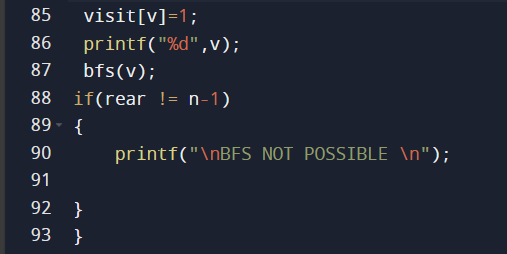 85 visit[v]=1;
86 printf("%d",v);
87 bfs(v);
88 if(rear != n-1)
89 {
90 printf("\nBFS NOT POSSIBLE \n");
91
92 }
93 }